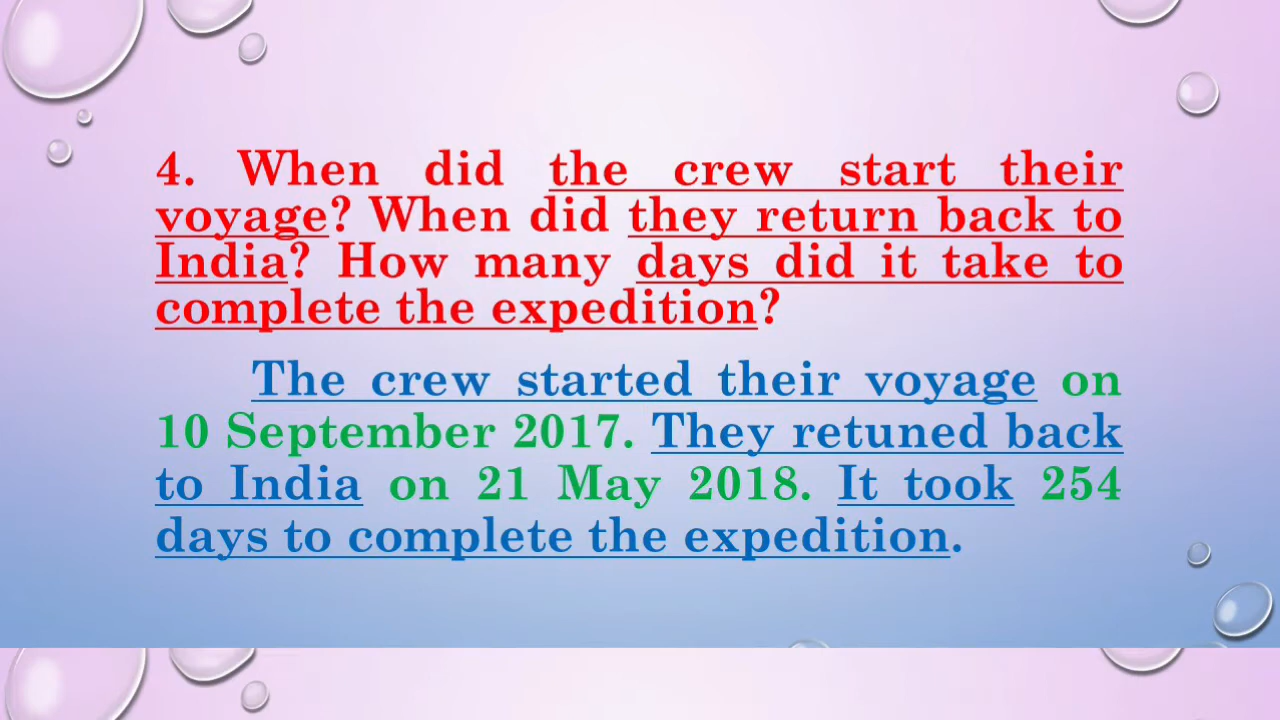 4. When did the crew start their
voyage? When did they return back to
India? How many days did it take to
complete the expedition?
The crew started their voyage on
10 September 2017. They retuned back
to India on 21 May 2018. It took 254
days to complete the expedition.